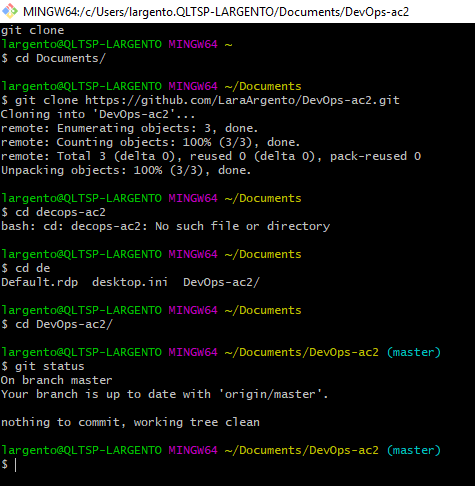 MINGW64:/c/Users/largento.QLTSP-LARGENTO/Documents/DevOps-ac2
git clone
largento@QLTSP-LARGENTO MINGW64 ~
$ cd Documents/
largento@QLTSP-LARGENTO MINGW64 ~/Documents
$ git clone https://github.com/LaraArgento/DevOps-ac2.git
Cloning into 'DevOps-ac2'...
remote: Enumerating objects: 3, done.
remote: Counting objects: 100% (3/3), done.
remote: Total 3 (delta 0), reused 0 (delta 0), pack-reused 0
Unpacking objects: 100% (3/3), done.
largento@QLTSP-LARGENTO MINGW64 ~/Documents
$ cd decops-ac2
bash: cd: decops-ac2: No such file or directory
largento@QLTSP-LARGENTO MINGW64 ~/Documents
$ cd de
Default.rdp  desktop.ini  DevOps-ac2/
largento@QLTSP-LARGENTO MINGW64 ~/Documents
$ cd DevOps-ac2/
largento@QLTSP-LARGENTO MINGW64 ~/Documents/DevOps-ac2 (master)
$ git status
On branch master
Your branch is up to date with 'origin/master'.
nothing to commit, working tree clean
largento@QLTSP-LARGENTO MINGW64 ~/Documents/DevOps-ac2 (master)
$